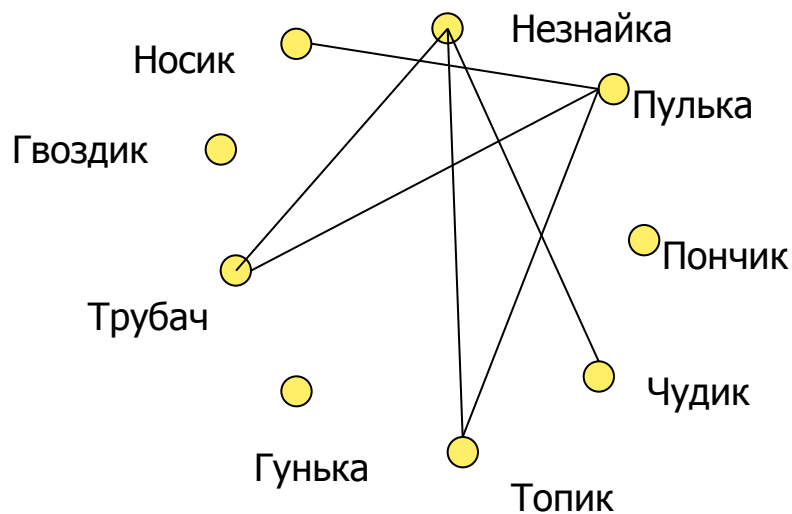 Незнайка
Носик
Пулька
Гвоздик
Пончик
Трубач
Чудик
Гунька
Топик